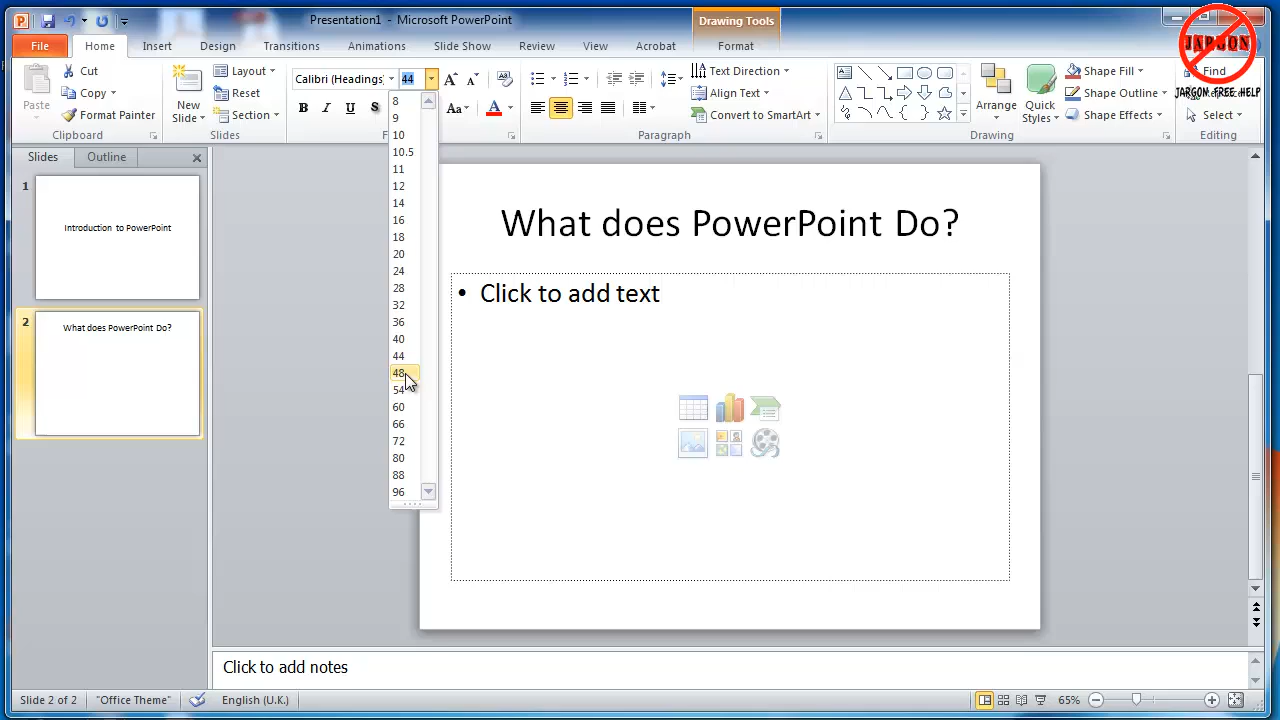 Presentation1 - Microsoft PowerPoint
Drawing Tools
File Home Insert Design Transitions Animations Slide Show Review View Acrobat Format
JARGON
JARGON FREE HELP
Paste
Cut
Copy
Format Painter
Clipboard
New Slide
Layout
Reset
Section
Slides
Calibri (Headings) 44
B I U S Aa A
Text Direction
Align Text
Convert to SmartArt
Paragraph
Arrange
Quick Styles
Shape Fill
Shape Outline
Shape Effects
Drawing
Find
Select
Editing
Slides Outline
1
Introduction to PowerPoint
2
What does PowerPoint Do?
8
9
10
10.5
11
12
14
16
18
20
24
28
32
36
40
44
48
54
60
66
72
80
88
96
What does PowerPoint Do?
• Click to add text
Click to add notes
Slide 2 of 2 "Office Theme" English (U.K.) 65%